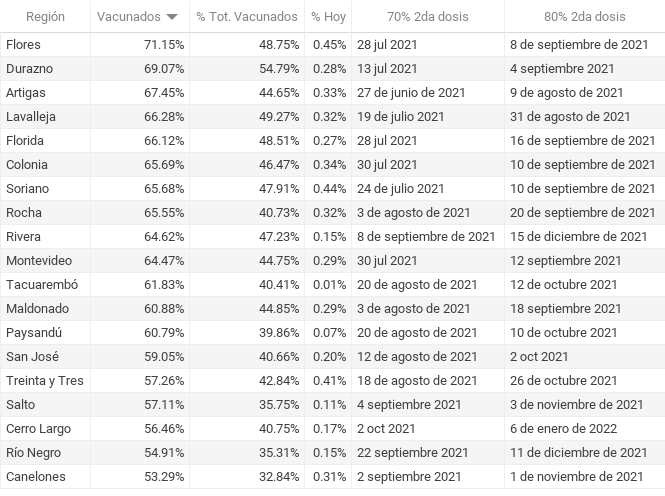 Región Vacunados % Tot. Vacunados % Hoy 70% 2da dosis 80% 2da dosis
Flores 71.15% 48.75% 0.45% 28 jul 2021 8 de septiembre de 2021
Durazno 69.07% 54.79% 0.28% 13 jul 2021 4 septiembre 2021
Artigas 67.45% 44.65% 0.33% 27 de junio de 2021 9 de agosto de 2021
Lavalleja 66.28% 49.27% 0.32% 19 de julio 2021 31 de agosto de 2021
Florida 66.12% 48.51% 0.27% 28 jul 2021 16 de septiembre de 2021
Colonia 65.69% 46.47% 0.34% 30 jul 2021 10 de septiembre de 2021
Soriano 65.68% 47.91% 0.44% 24 de julio 2021 10 de septiembre de 2021
Rocha 65.55% 40.73% 0.32% 3 de agosto de 2021 20 de septiembre de 2021
Rivera 64.62% 47.23% 0.15% 8 de septiembre de 2021 15 de diciembre de 2021
Montevideo 64.47% 44.75% 0.29% 30 jul 2021 12 septiembre 2021
Tacuarembó 61.83% 40.41% 0.01% 20 de agosto de 2021 12 de octubre 2021
Maldonado 60.88% 44.85% 0.29% 3 de agosto de 2021 18 septiembre 2021
Paysandú 60.79% 39.86% 0.07% 20 de agosto de 2021 10 de octubre 2021
San José 59.05% 40.66% 0.20% 12 de agosto de 2021 2 oct 2021
Treinta y Tres 57.26% 42.84% 0.41% 18 de agosto de 2021 26 de octubre 2021
Salto 57.11% 35.75% 0.11% 4 septiembre 2021 3 de noviembre de 2021
Cerro Largo 56.46% 40.75% 0.17% 2 oct 2021 6 de enero de 2022
Río Negro 54.91% 35.31% 0.15% 22 septiembre 2021 11 de diciembre de 2021
Canelones 53.29% 32.84% 0.31% 2 septiembre 2021 1 de noviembre de 2021